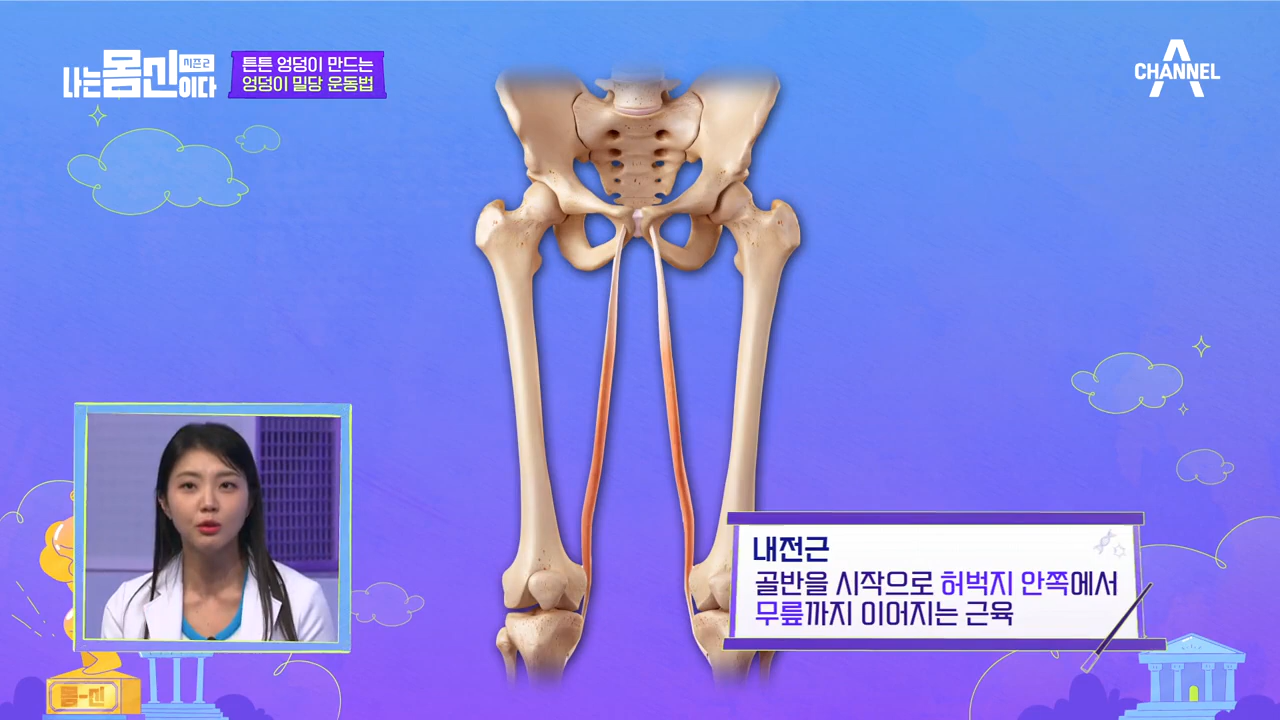 나는 몸신이다 시즌2
튼튼 엉덩이 만드는
엉덩이 밀당 운동법
CHANNEL A
내전근
골반을 시작으로 허벅지 안쪽에서
무릎까지 이어지는 근육
몸-신